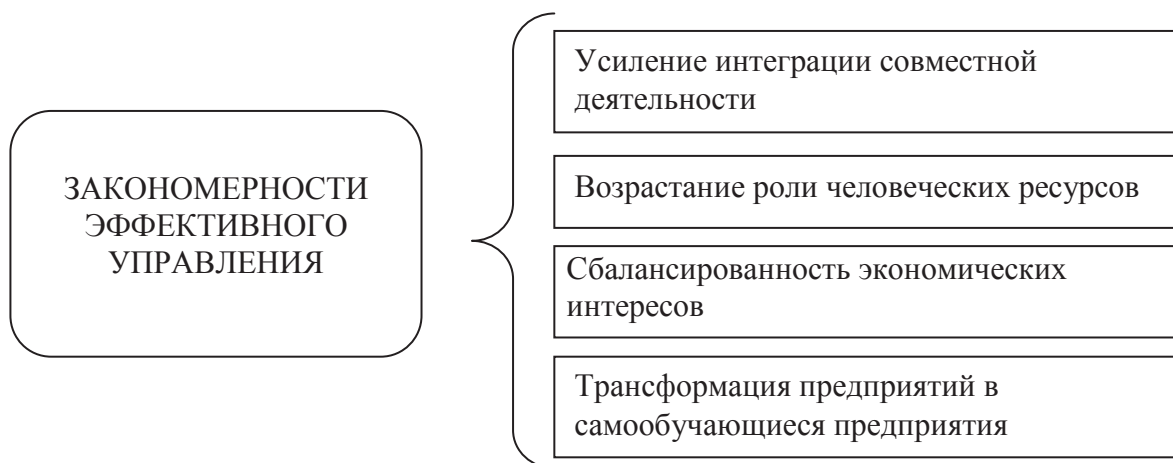 ЗАКОНОМЕРНОСТИ
ЭФФЕКТИВНОГО
УПРАВЛЕНИЯ
Усиление интеграции совместной
деятельности
Возрастание роли человеческих ресурсов
Сбалансированность экономических
интересов
Трансформация предприятий в
самообучающиеся предприятия